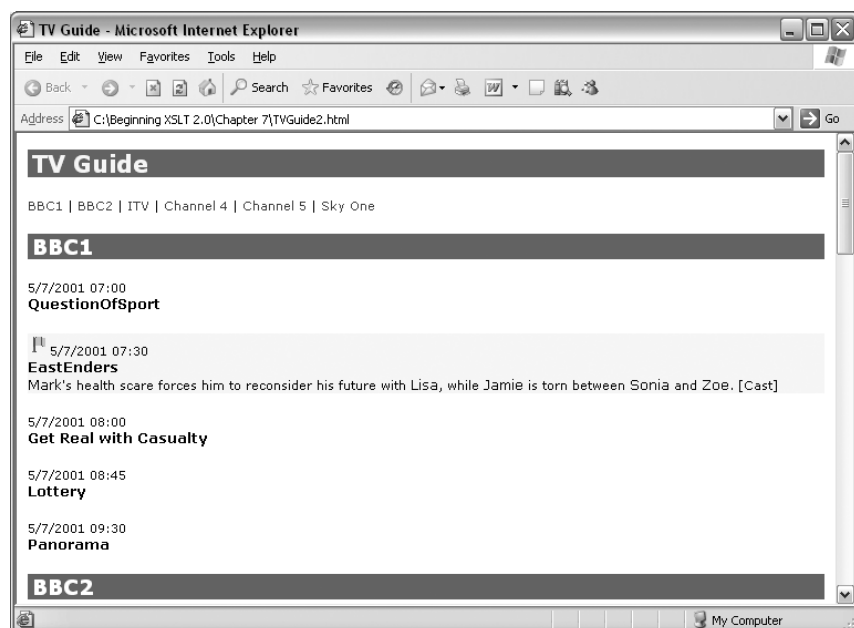 TV Guide - Microsoft Internet Explorer
File Edit View Favorites Tools Help
Back Search Favorites
Address C:\Beginning XSLT 2.0\Chapter 7\TVGuide2.html Go
TV Guide
BBC1 | BBC2 | ITV | Channel 4 | Channel 5 | Sky One
BBC1
5/7/2001 07:00
QuestionOfSport
5/7/2001 07:30
EastEnders
Mark's health scare forces him to reconsider his future with Lisa, while Jamie is torn between Sonia and Zoe. [Cast]
5/7/2001 08:00
Get Real with Casualty
5/7/2001 08:45
Lottery
5/7/2001 09:30
Panorama
BBC2
My Computer